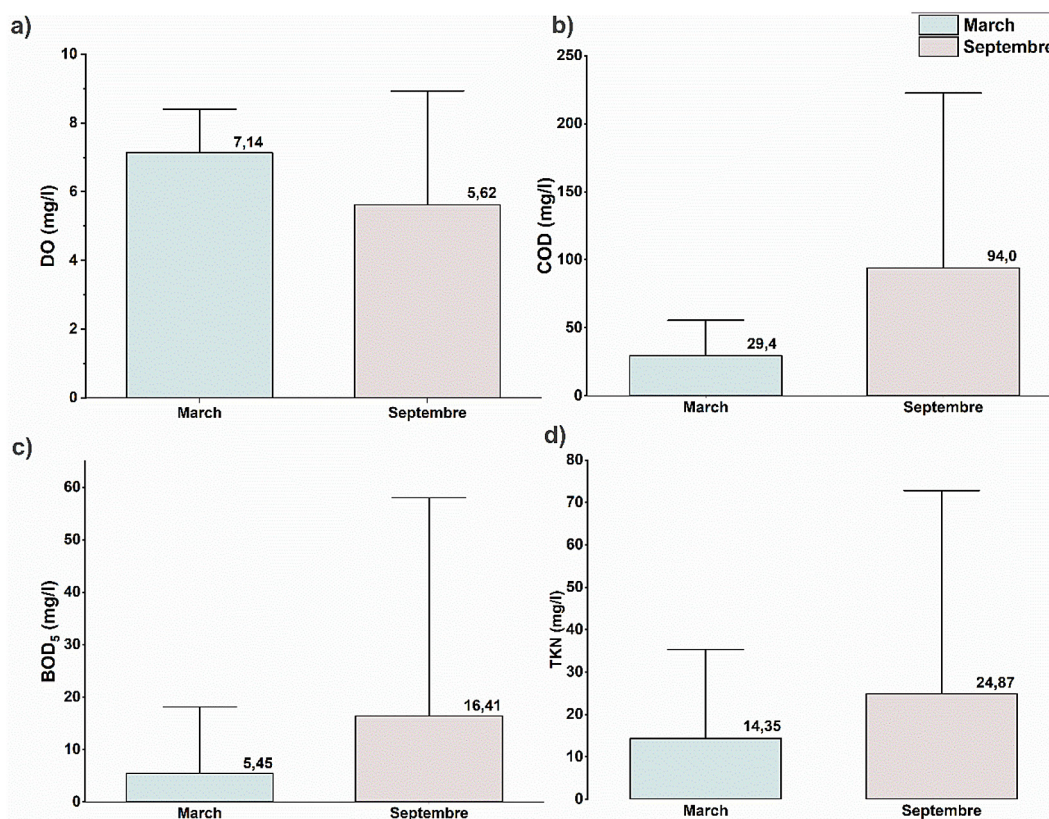 a)
DO (mg/l)
10
8
6
4
2
0
7,14
5,62
March
Septembre
b)
March
Septembre
COD (mg/l)
250
200
150
100
50
0
29,4
94,0
March
Septembre
c)
BOD5 (mg/l)
60
50
40
30
20
10
0
5,45
16,41
March
Septembre
d)
TKN (mg/l)
80
70
60
50
40
30
20
10
0
14,35
24,87
March
Septembre